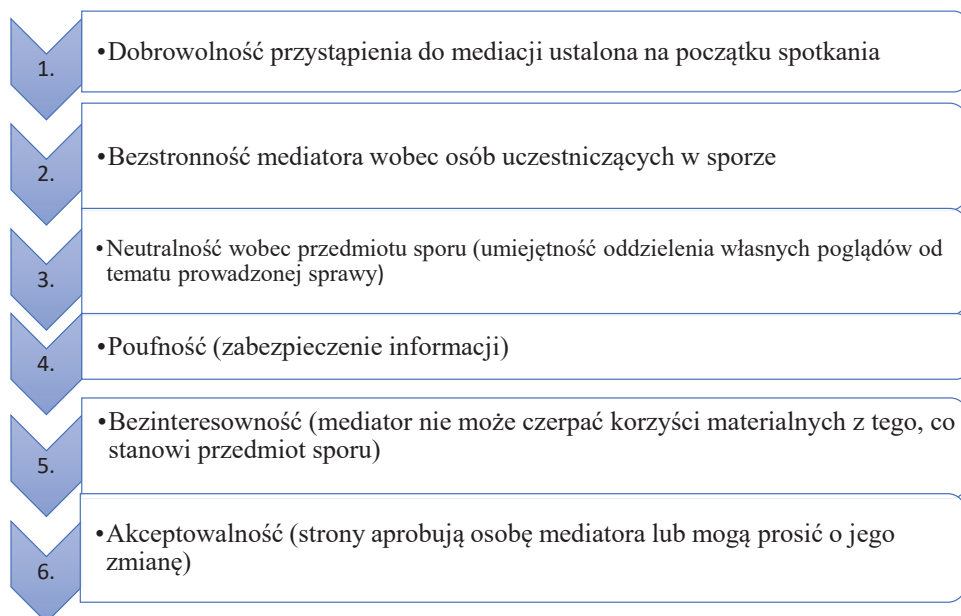 1.
•Dobrowolność przystąpienia do mediacji ustalona na początku spotkania
2.
•Bezstronność mediatora wobec osób uczestniczących w sporze
3.
•Neutralność wobec przedmiotu sporu (umiejętność oddzielenia własnych poglądów od
tematu prowadzonej sprawy)
4.
•Poufność (zabezpieczenie informacji)
5.
•Bezinteresowność (mediator nie może czerpać korzyści materialnych z tego, co
stanowi przedmiot sporu)
6.
•Akceptowalność (strony aprobują osobę mediatora lub mogą prosić o jego
zmianę)